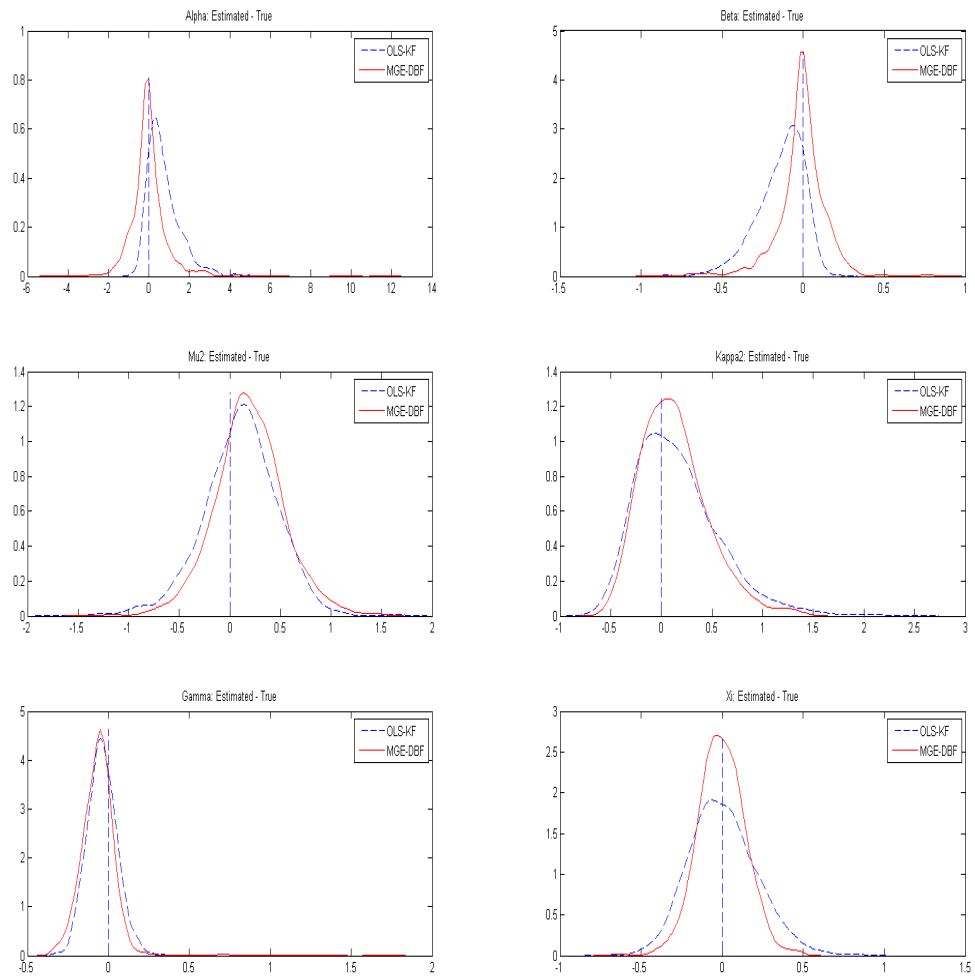 Alpha: Estimated - True
1
0.8
0.6
0.4
0.2
0
-6 -4 -2 0 2 4 6 8 10 12 14
OLS-KF
MGE-DBF
Beta: Estimated - True
5
4
3
2
1
0
-1.5 -1 -0.5 0 0.5 1
OLS-KF
MGE-DBF
Mu2: Estimated - True
1.4
1.2
1
0.8
0.6
0.4
0.2
0
-2 -1.5 -1 -0.5 0 0.5 1 1.5 2
OLS-KF
MGE-DBF
Kappa2: Estimated - True
1.4
1.2
1
0.8
0.6
0.4
0.2
0
-1 -0.5 0 0.5 1 1.5 2 2.5 3
OLS-KF
MGE-DBF
Gamma: Estimated - True
5
4
3
2
1
0
-0.5 0 0.5 1 1.5 2
OLS-KF
MGE-DBF
Xi: Estimated - True
3
2.5
2
1.5
1
0.5
0
-1 -0.5 0 0.5 1 1.5
OLS-KF
MGE-DBF